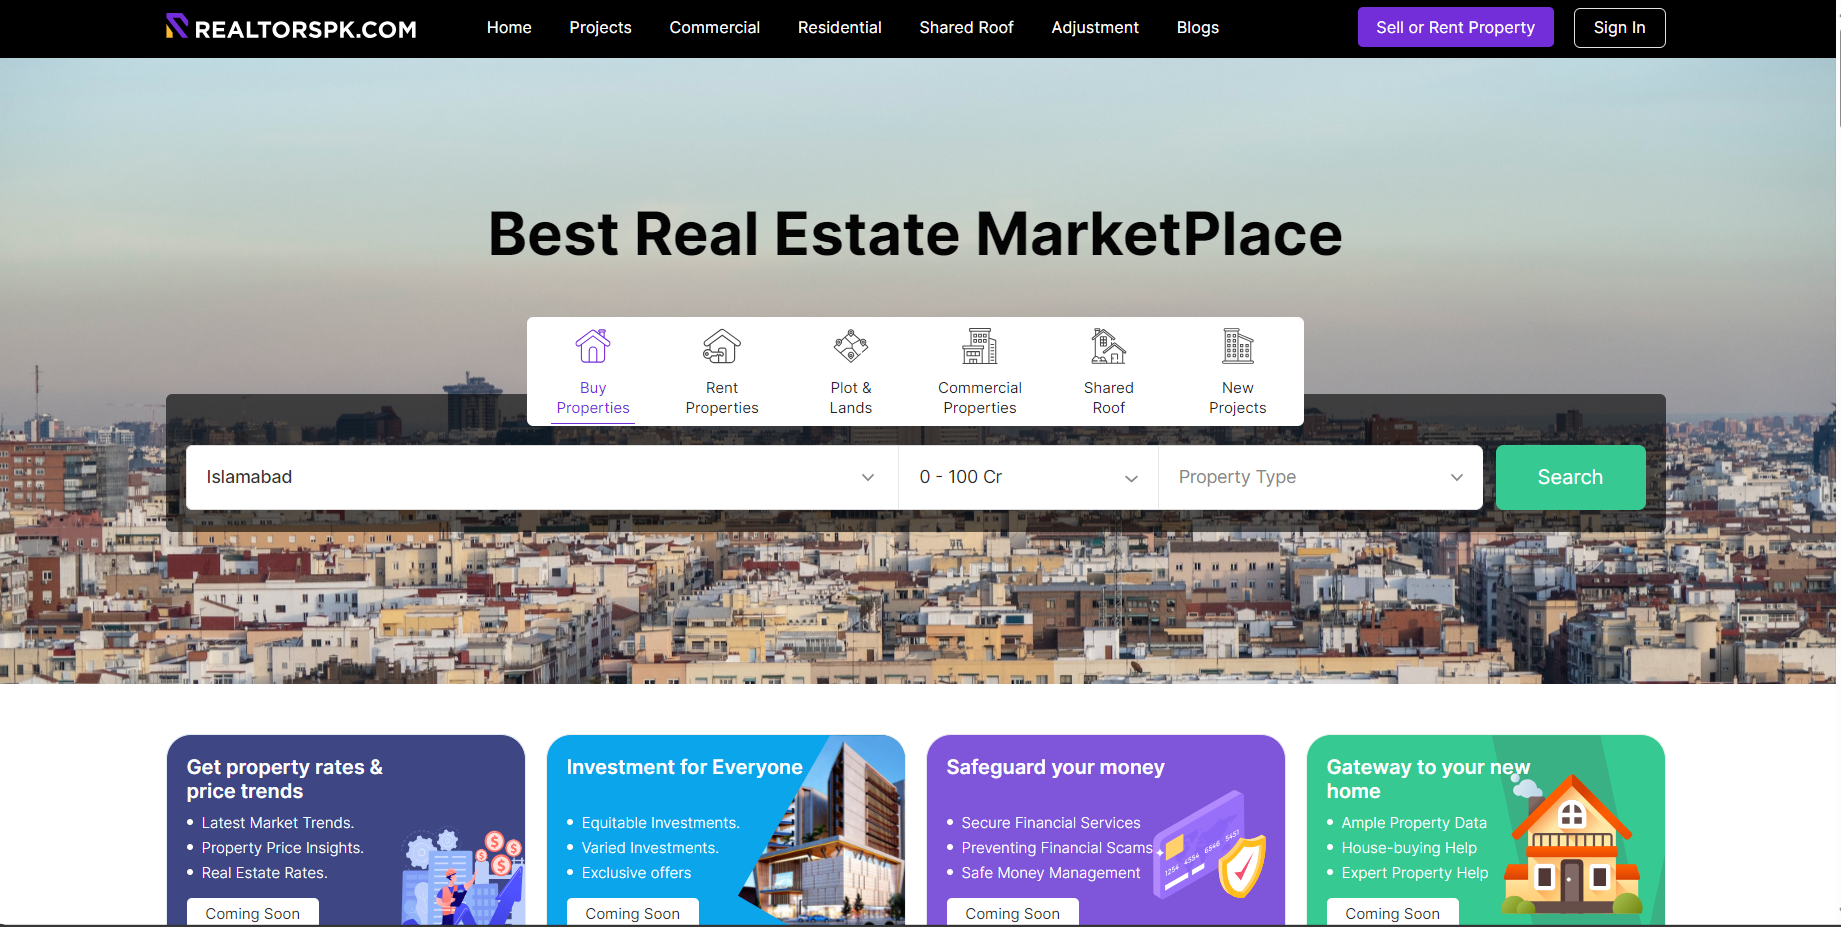 REALTORSPK.COM
Home
Projects
Commercial
Residential
Shared Roof
Adjustment
Blogs
Sell or Rent Property
Sign In
Best Real Estate MarketPlace
Buy
Properties
Rent
Properties
Plot &
Lands
Commercial
Properties
Shared
Roof
New
Projects
Islamabad
0 - 100 Cr
Property Type
Search
Get property rates &
price trends
Latest Market Trends.
Property Price Insights.
Real Estate Rates.
Coming Soon
Investment for Everyone
Equitable Investments.
Varied Investments.
Exclusive offers
Coming Soon
Safeguard your money
Secure Financial Services
Preventing Financial Scams
Safe Money Management
1254 4554 6546 5451
Coming Soon
Gateway to your new
home
Ample Property Data
House-buying Help
Expert Property Help
Coming Soon